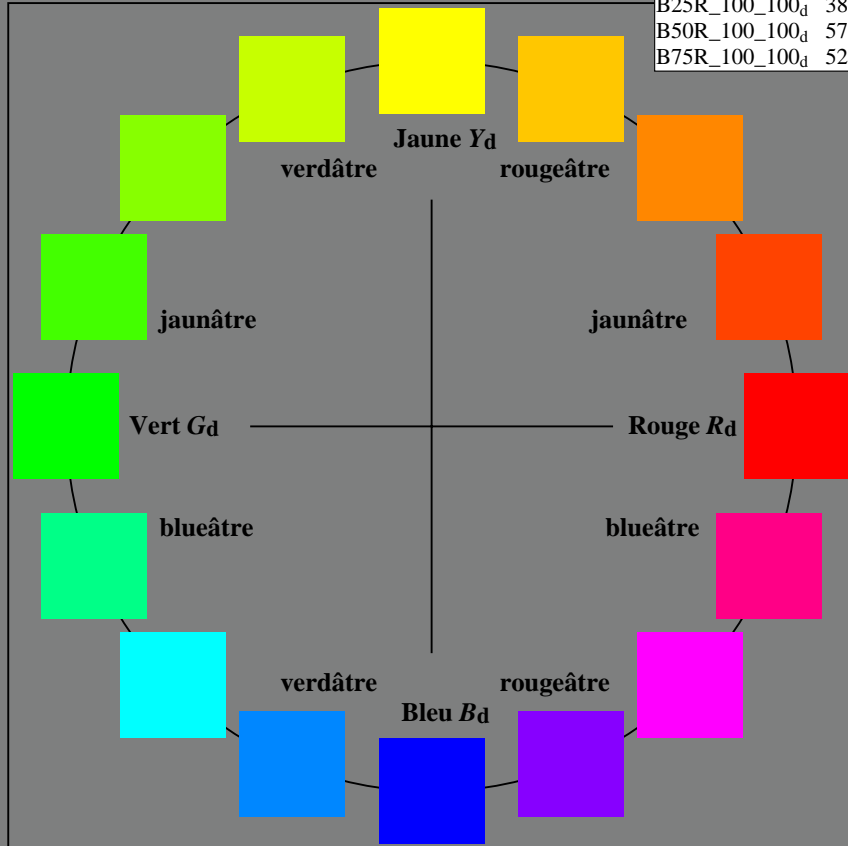 B25R_100_100d 38
B50R_100_100d 57
B75R_100_100d 52
Jaune Yd
verdâtre rougeâtre
jaunâtre jaunâtre
Vert Gd Rouge Rd
blueâtre blueâtre
verdâtre rougeâtre
Bleu Bd